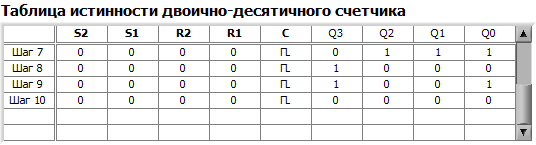 Таблица истинности двоично-десятичного счетчика
S2 S1 R2 R1 C Q3 Q2 Q1 Q0
Шаг 7 0 0 0 0 ⎍ 0 1 1 1
Шаг 8 0 0 0 0 ⎍ 1 0 0 0
Шаг 9 0 0 0 0 ⎍ 1 0 0 1
Шаг 10 0 0 0 0 ⎍ 0 0 0 0